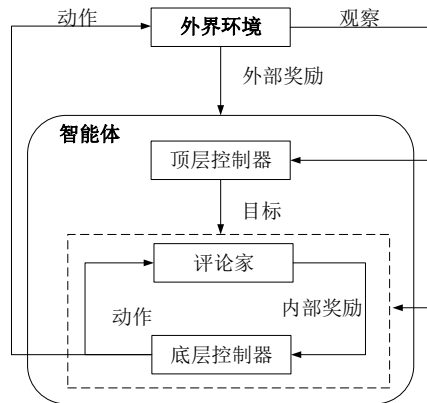 动作
外界环境
观察
外部奖励
智能体
顶层控制器
目标
评论家
动作
内部奖励
底层控制器